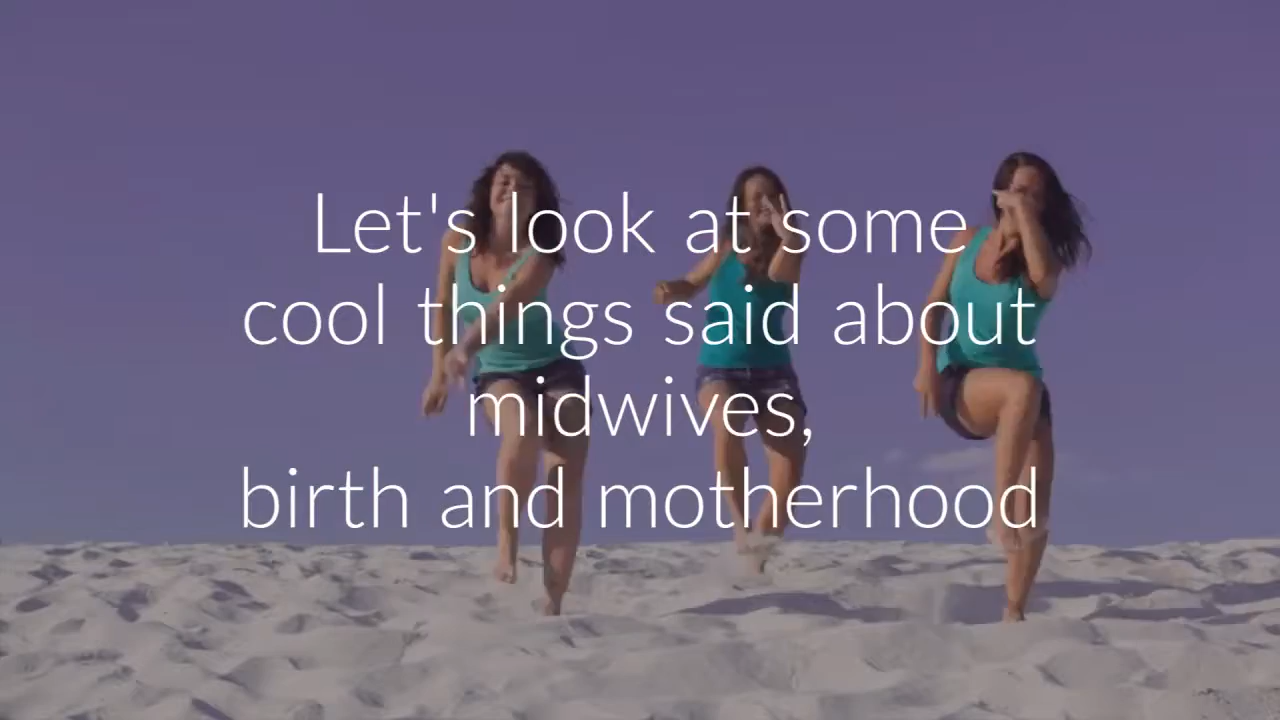 Let's look at some
cool things said about
midwives,
birth and motherhood